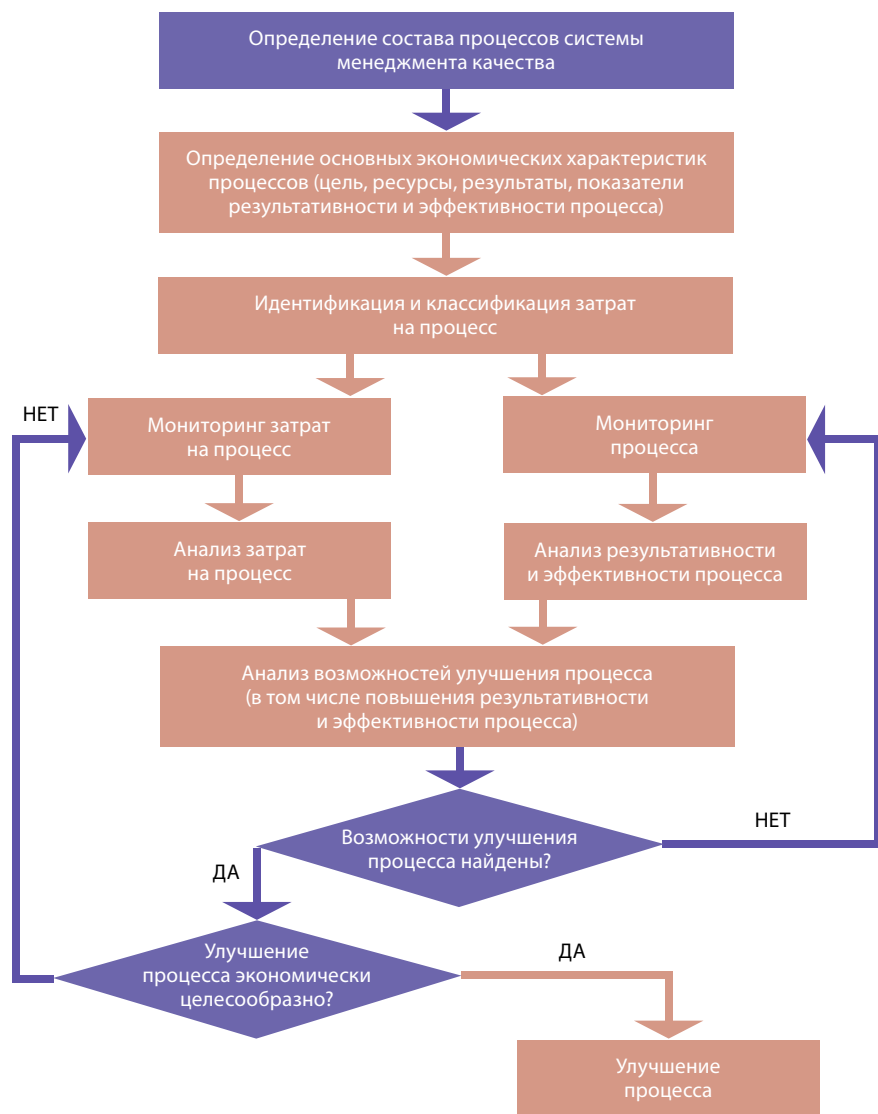 Определение состава процессов системы
менеджмента качества
Определение основных экономических характеристик
процессов (цель, ресурсы, результаты, показатели
результативности и эффективности процесса)
Идентификация и классификация затрат
на процесс
НЕТ
Мониторинг затрат
на процесс
Мониторинг
процесса
Анализ затрат
на процесс
Анализ результативности
и эффективности процесса
Анализ возможностей улучшения процесса
(в том числе повышения результативности
и эффективности процесса)
Возможности улучшения
процесса найдены?
НЕТ
ДА
Улучшение
процесса экономически
целесообразно?
ДА
Улучшение
процесса